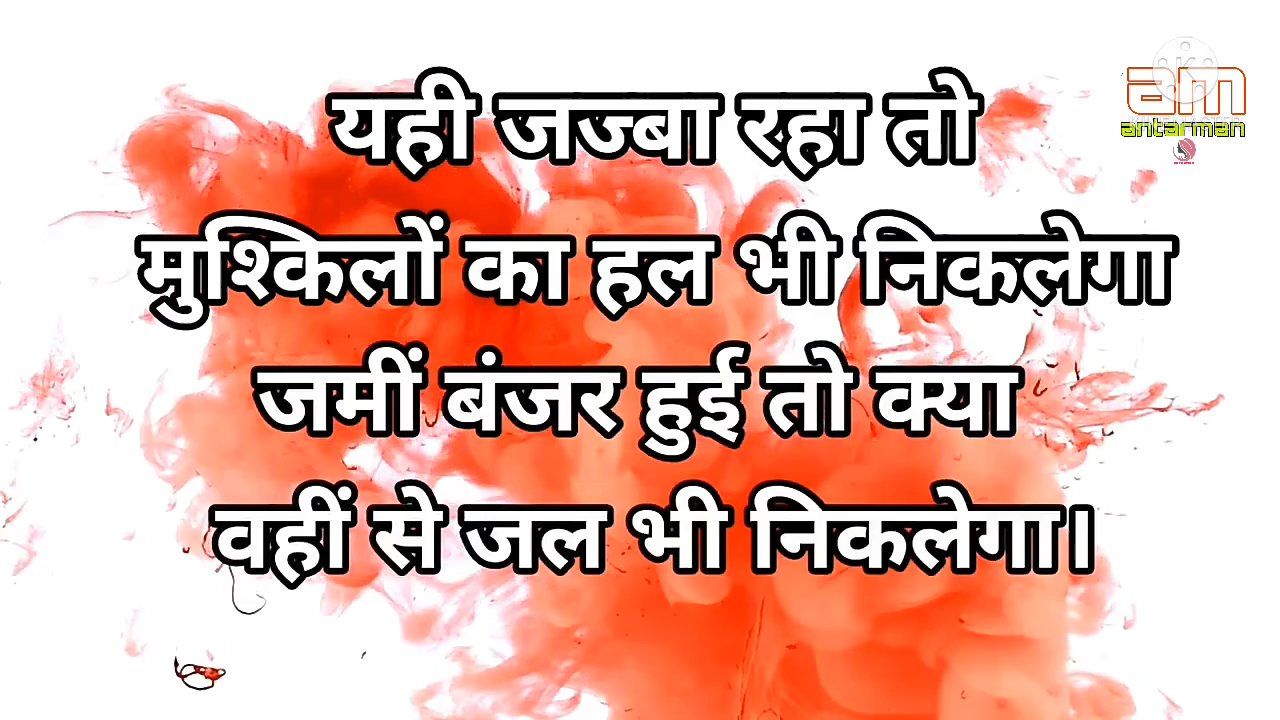 यही जज्बा रहा तो
मुश्किलों का हल भी निकलेगा
जमीं बंजर हुई तो क्या
वहीं से जल भी निकलेगा।
am
antarman